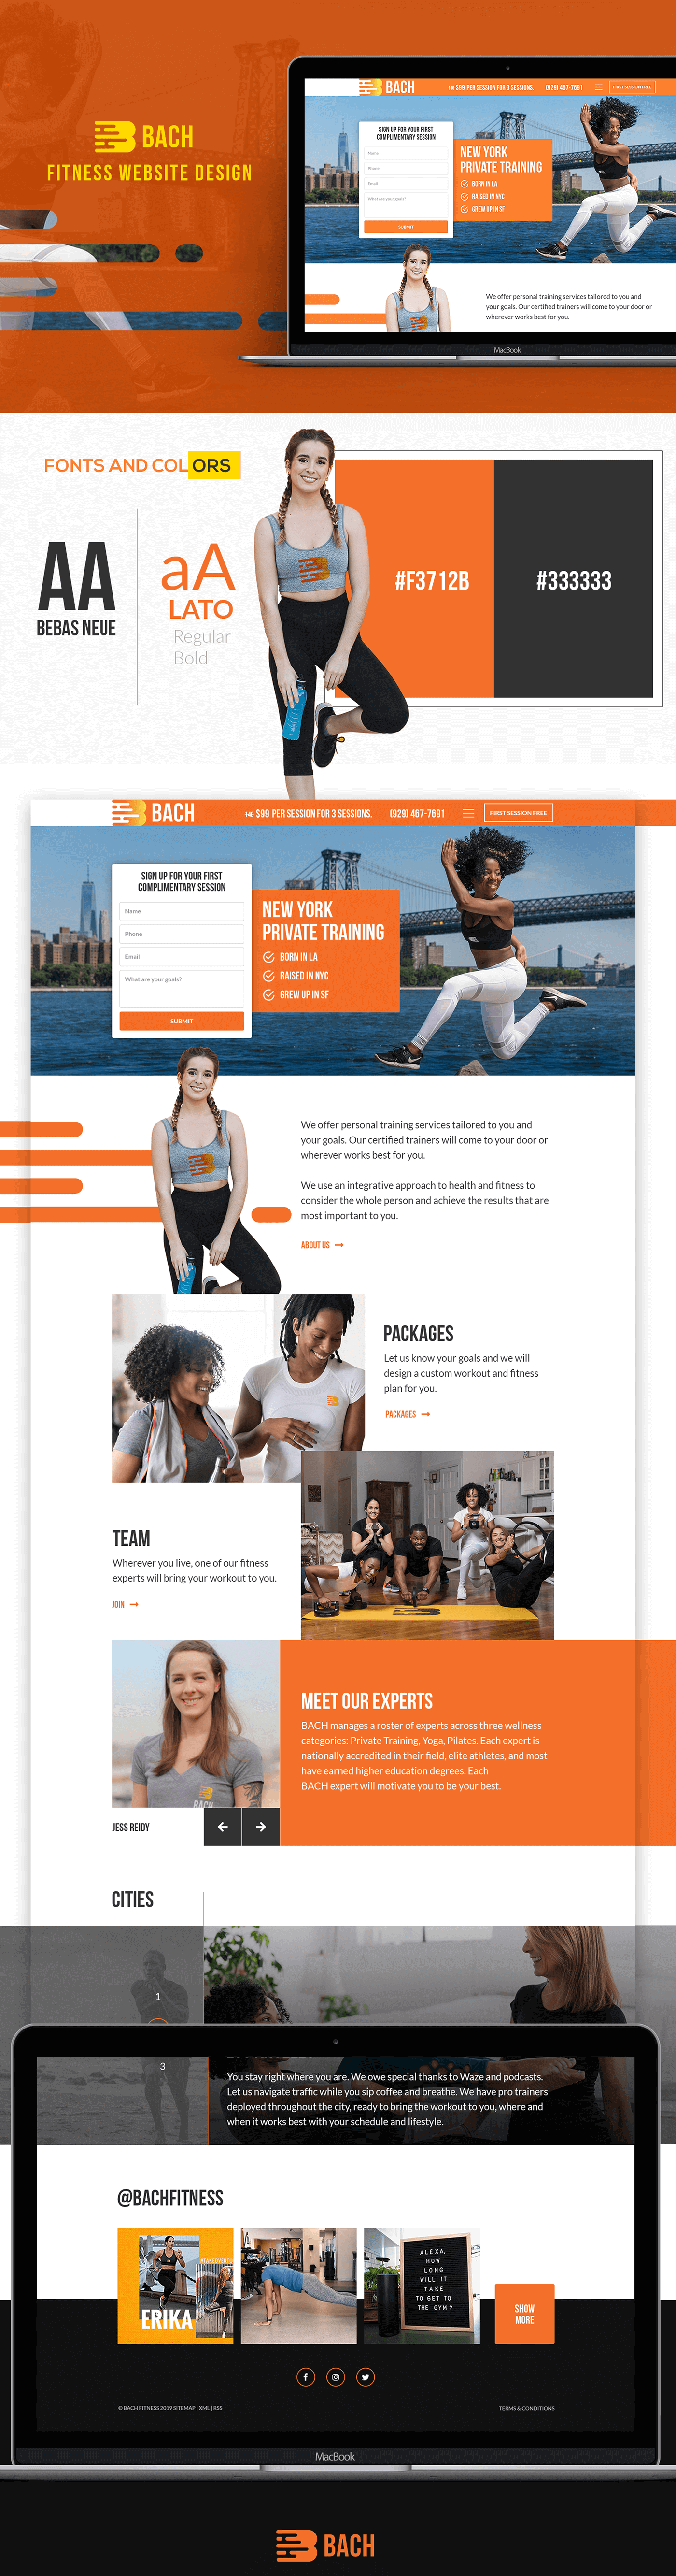 BACH
FITNESS WEBSITE DESIGN
BACH
$99 PER SESSION FOR 3 SESSIONS.
(929) 467-7691
FIRST SESSION FREE
SIGN UP FOR YOUR FIRST
COMPLIMENTARY SESSION
Name
Phone
Email
What are your goals?
SUBMIT
NEW YORK
PRIVATE TRAINING
BORN IN LA
RAISED IN NYC
GREW UP IN SF
We offer personal training services tailored to you and
your goals. Our certified trainers will come to your door or
wherever works best for you.
MacBook
FONTS AND COLORS
AA
BEBAS NEUE
aA
LATO
Regular
Bold
#F3712B
#333333
BACH
$99 PER SESSION FOR 3 SESSIONS.
(929) 467-7691
FIRST SESSION FREE
SIGN UP FOR YOUR FIRST
COMPLIMENTARY SESSION
Name
Phone
Email
What are your goals?
SUBMIT
NEW YORK
PRIVATE TRAINING
BORN IN LA
RAISED IN NYC
GREW UP IN SF
We offer personal training services tailored to you and
your goals. Our certified trainers will come to your door or
wherever works best for you.
We use an integrative approach to health and fitness to
consider the whole person and achieve the results that are
most important to you.
ABOUT US
PACKAGES
Let us know your goals and we will
design a custom workout and fitness
plan for you.
PACKAGES
TEAM
Wherever you live, one of our fitness
experts will bring your workout to you.
JOIN
MEET OUR EXPERTS
BACH manages a roster of experts across three wellness
categories: Private Training, Yoga, Pilates. Each expert is
nationally accredited in their field, elite athletes, and most
have earned higher education degrees. Each
BACH expert will motivate you to be your best.
BACH
JESS REIDY
CITIES
1
3
You stay right where you are. We owe special thanks to Waze and podcasts.
Let us navigate traffic while you sip coffee and breathe. We have pro trainers
deployed throughout the city, ready to bring the workout to you, where and
when it works best with your schedule and lifestyle.
@BACHFITNESS
ERIKA
ALEXA,
HOW
LONG
WILL IT
TAKE
TO GET TO
THE GYM?
SHOW
MORE
© BACH FITNESS 2019 SITEMAP | XML | RSS
TERMS & CONDITIONS
MacBook
BACH